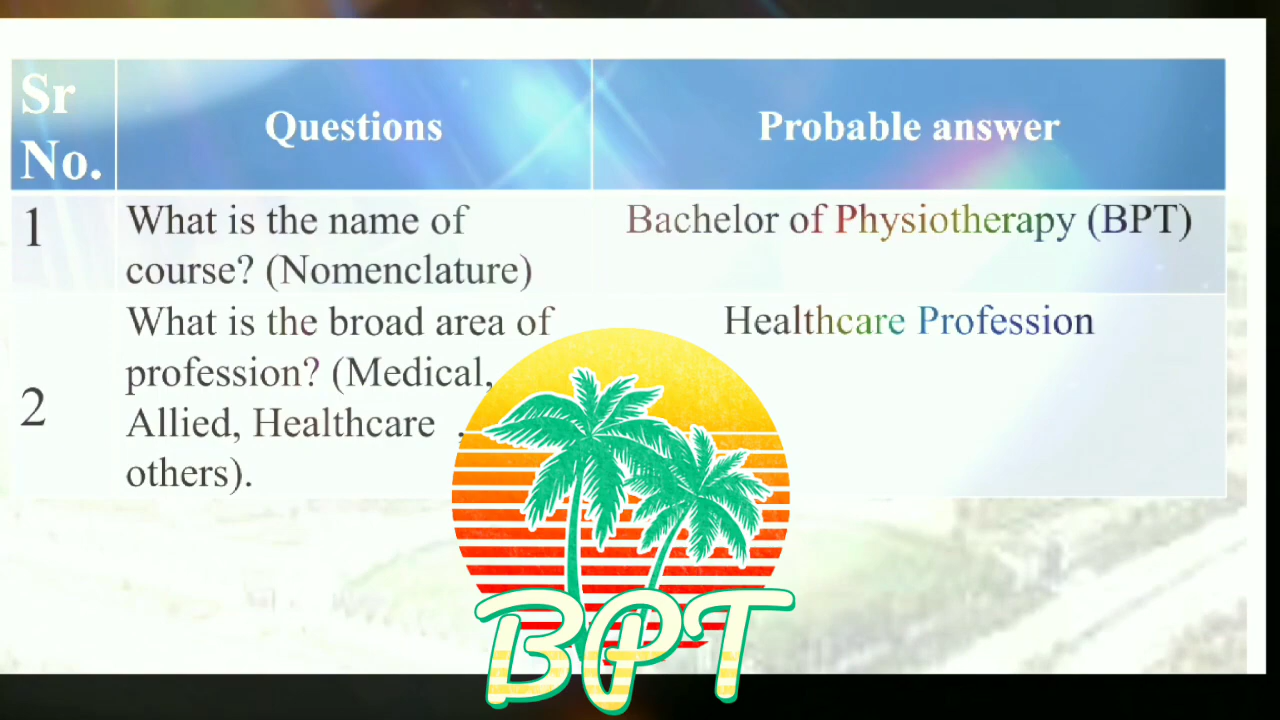 Sr
No.
Questions
Probable answer
1
What is the name of
course? (Nomenclature)
Bachelor of Physiotherapy (BPT)
2
What is the broad area of
profession? (Medical,
Allied, Healthcare .
others).
Healthcare Profession
BPT